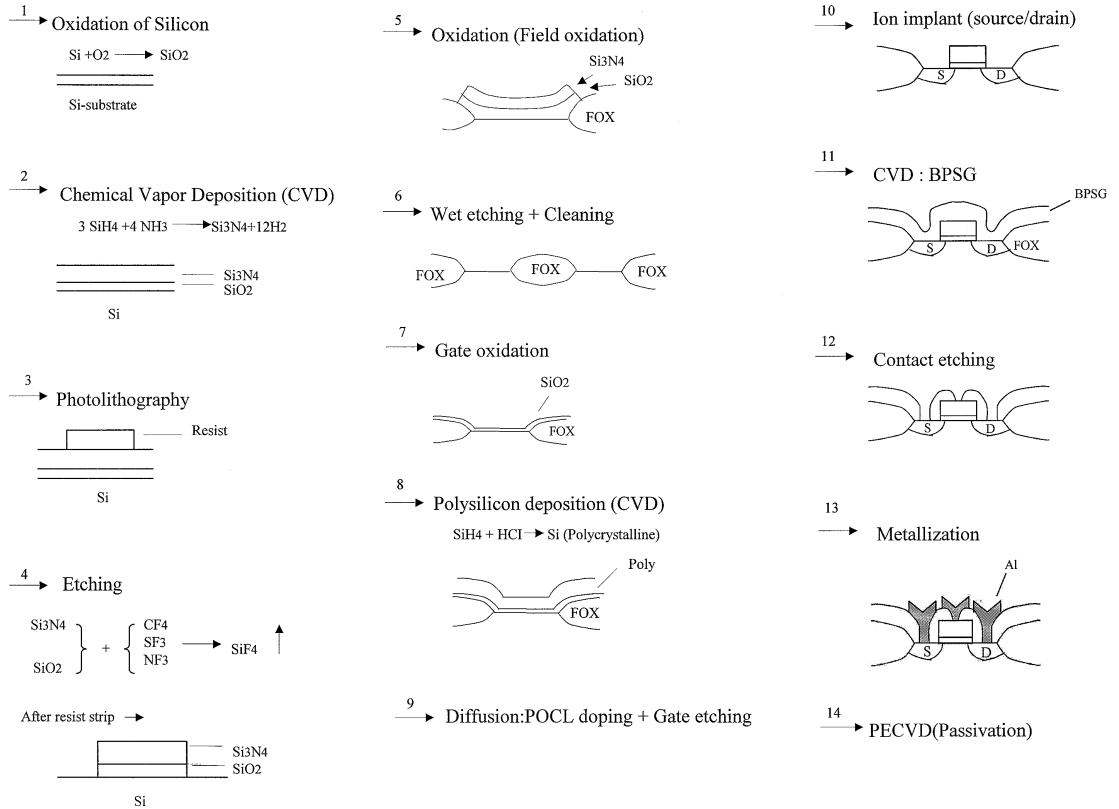 1
Oxidation of Silicon
Si +O2 → SiO2
Si-substrate
2
Chemical Vapor Deposition (CVD)
3 SiH4 +4 NH3 → Si3N4+12H2
Si3N4
SiO2
Si
3
Photolithography
Resist
Si
4
Etching
Si3N4
SiO2
+
CF4
SF3
NF3
→ SiF4 ↑
After resist strip →
Si3N4
SiO2
Si
5
Oxidation (Field oxidation)
Si3N4
SiO2
FOX
6
Wet etching + Cleaning
FOX FOX FOX
7
Gate oxidation
SiO2
FOX
8
Polysilicon deposition (CVD)
SiH4 + HCI → Si (Polycrystalline)
Poly
FOX
9
Diffusion:POCL doping + Gate etching
10
Ion implant (source/drain)
S D
11
CVD : BPSG
BPSG
S D FOX
12
Contact etching
S D
13
Metallization
Al
S D
14
PECVD(Passivation)